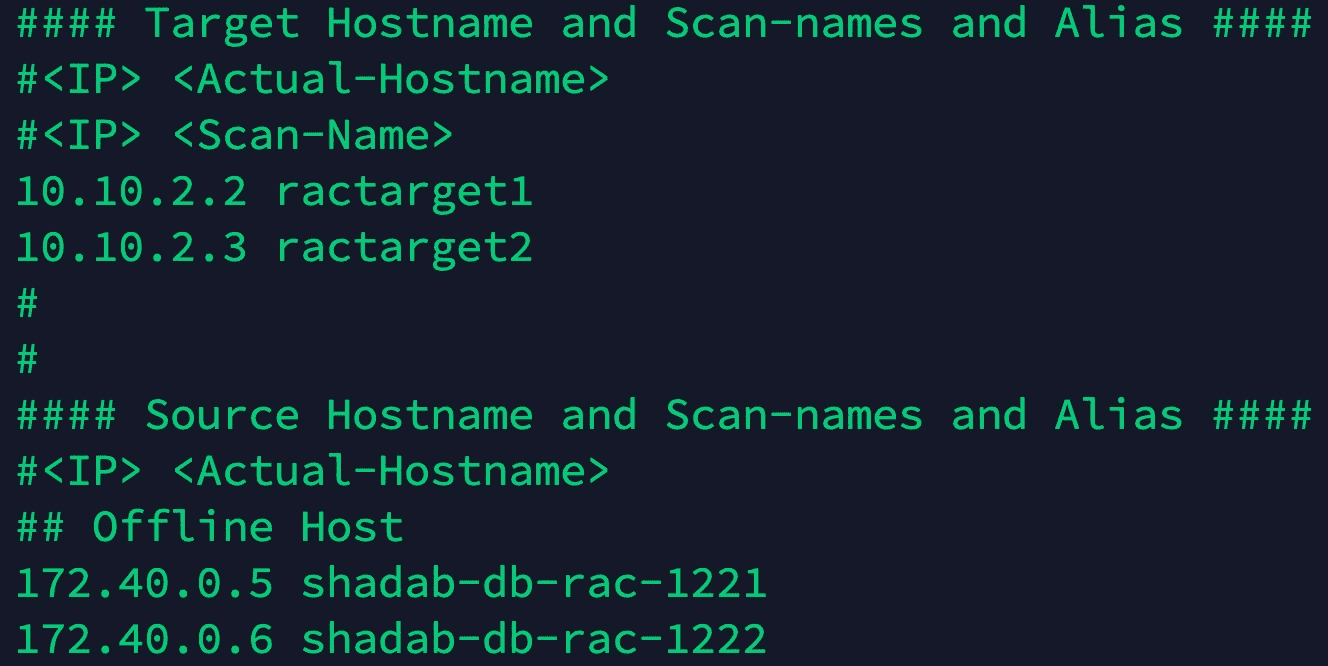 #### Target Hostname and Scan-names and Alias ####
#<IP> <Actual-Hostname>
#<IP> <Scan-Name>
10.10.2.2 ractarget1
10.10.2.3 ractarget2
#
#
#### Source Hostname and Scan-names and Alias ####
#<IP> <Actual-Hostname>
## Offline Host
172.40.0.5 shadab-db-rac-1221
172.40.0.6 shadab-db-rac-1222